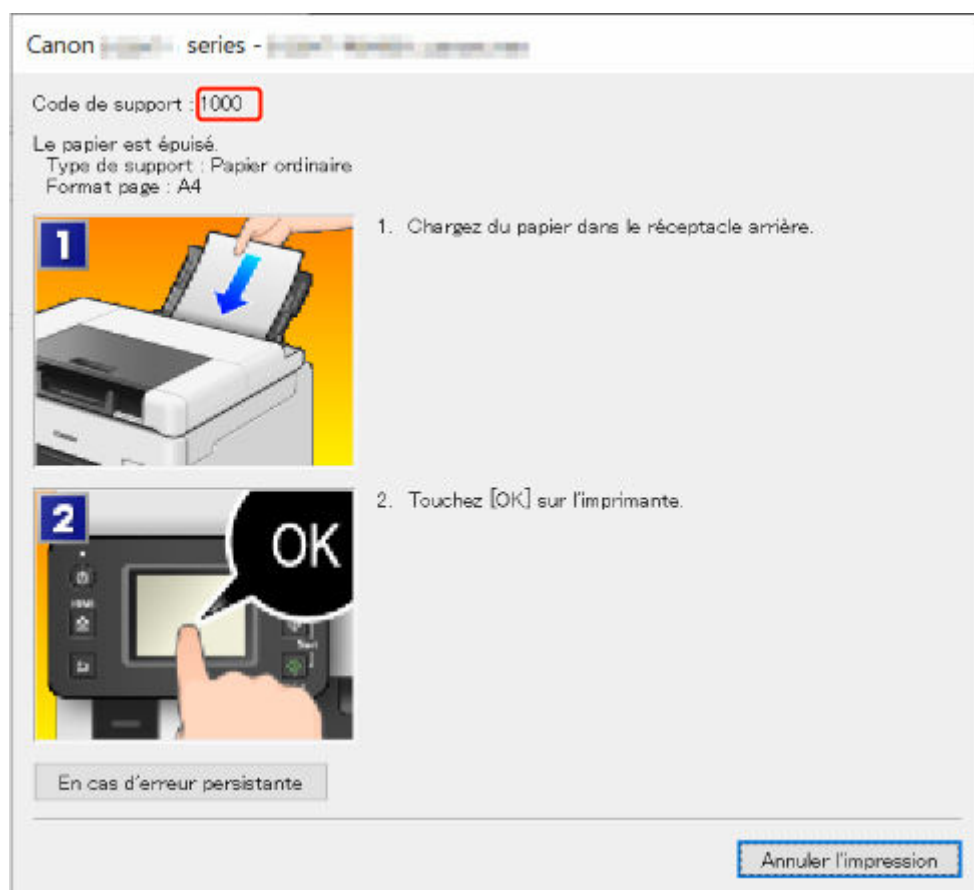 Canon series -
Code de support : 1000
Le papier est épuisé.
Type de support : Papier ordinaire
Format page : A4
1
1. Chargez du papier dans le réceptacle arrière.
2
2. Touchez [OK] sur l'imprimante.
OK
En cas d'erreur persistante
Annuler l'impression